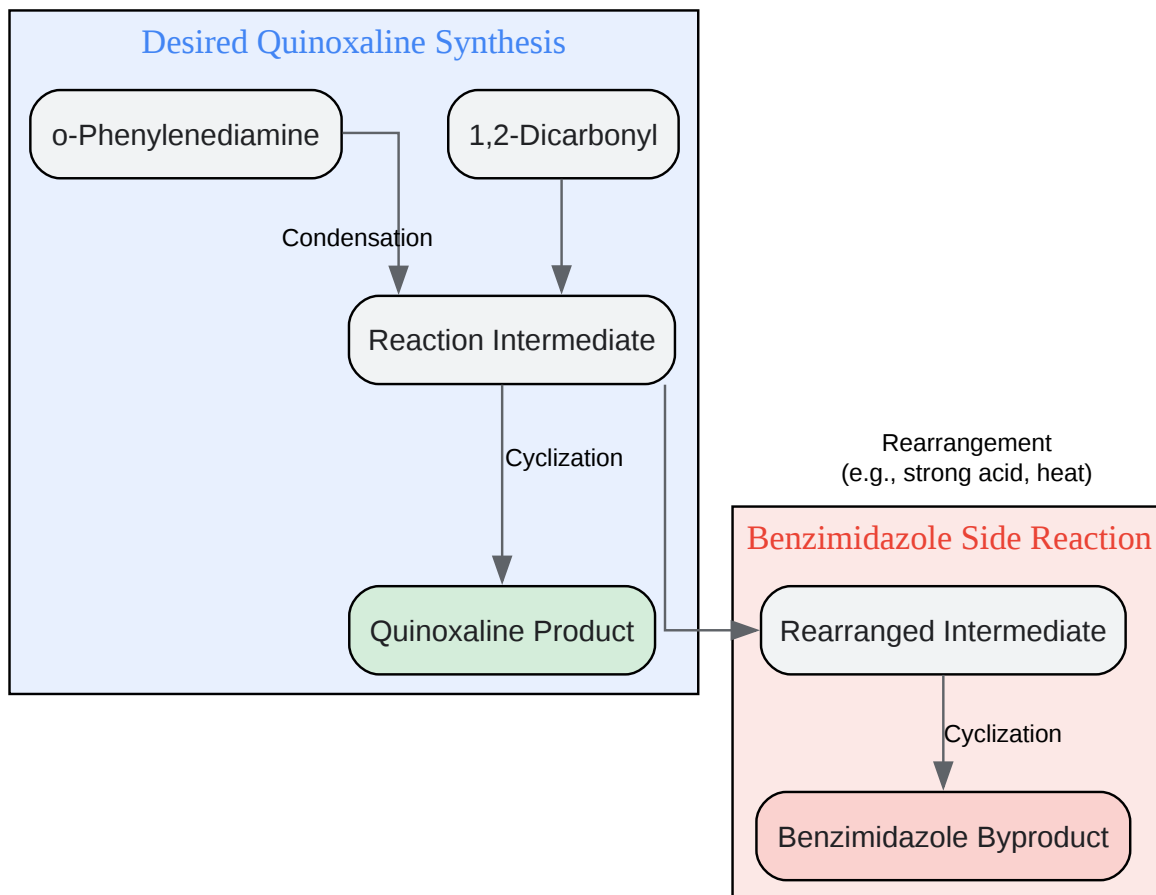 Desired Quinoxaline Synthesis
o-Phenylenediamine
1,2-Dicarbonyl
Condensation
Reaction Intermediate
Cyclization
Quinoxaline Product
Rearrangement
(e.g., strong acid, heat)
Benzimidazole Side Reaction
Rearranged Intermediate
Cyclization
Benzimidazole Byproduct